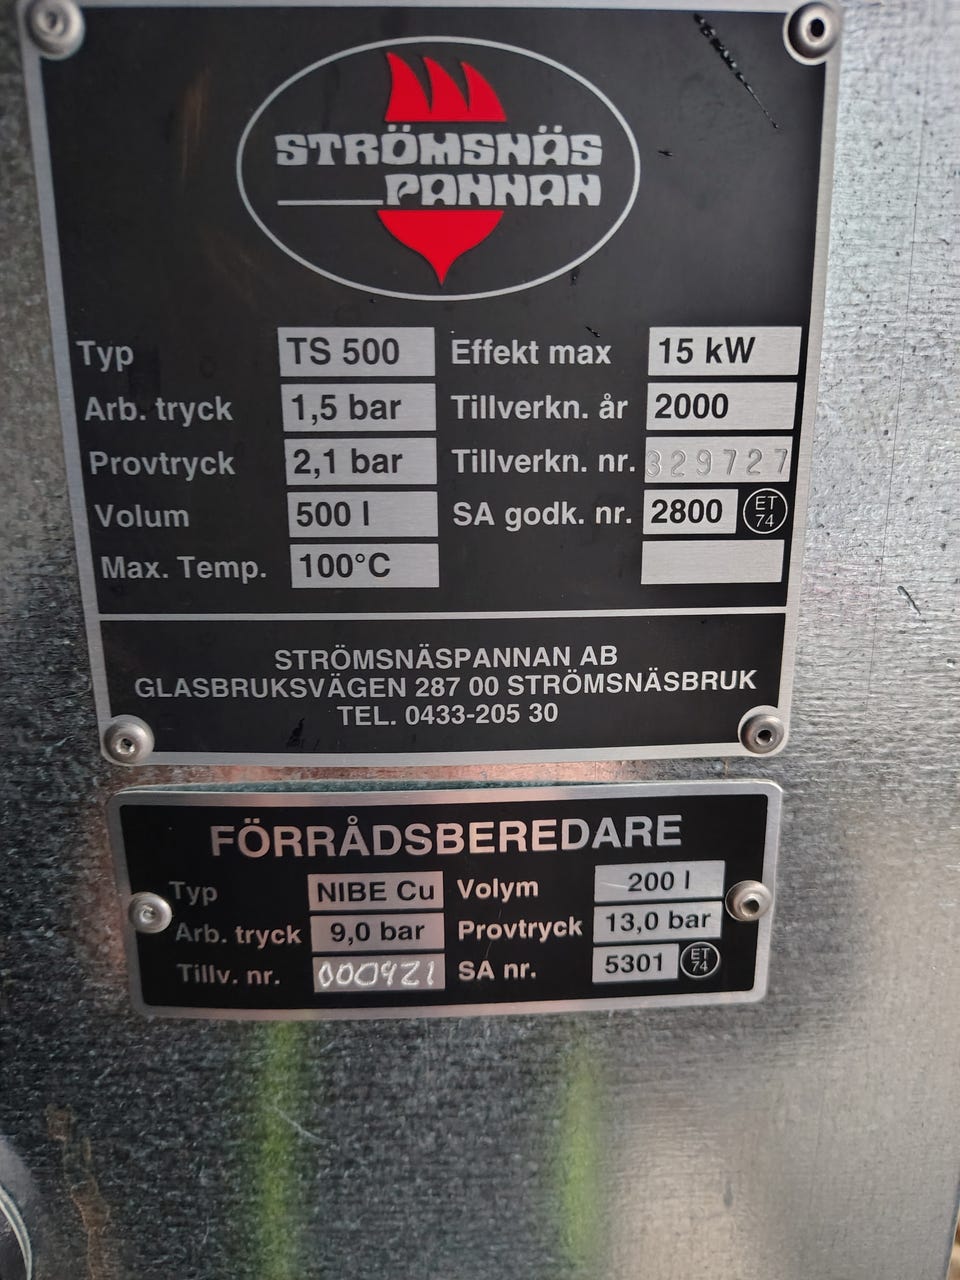 STRÖMSNÄS
PANNAN
Typ TS 500 Effekt max 15 kW
Arb. tryck 1,5 bar Tillverkn. år 2000
Provtryck 2,1 bar Tillverkn. nr. 329727
Volum 500 l SA godk. nr. 2800 ET 74
Max. Temp. 100°C
STRÖMSNÄSPANNAN AB
GLASBRUKSVÄGEN 287 00 STRÖMSNÄSBRUK
TEL. 0433-205 30
FÖRRÅDSBEREDARE
Typ NIBE Cu Volym 200 l
Arb. tryck 9,0 bar Provtryck 13,0 bar
Tillv. nr. 000921 SA nr. 5301 ET 74